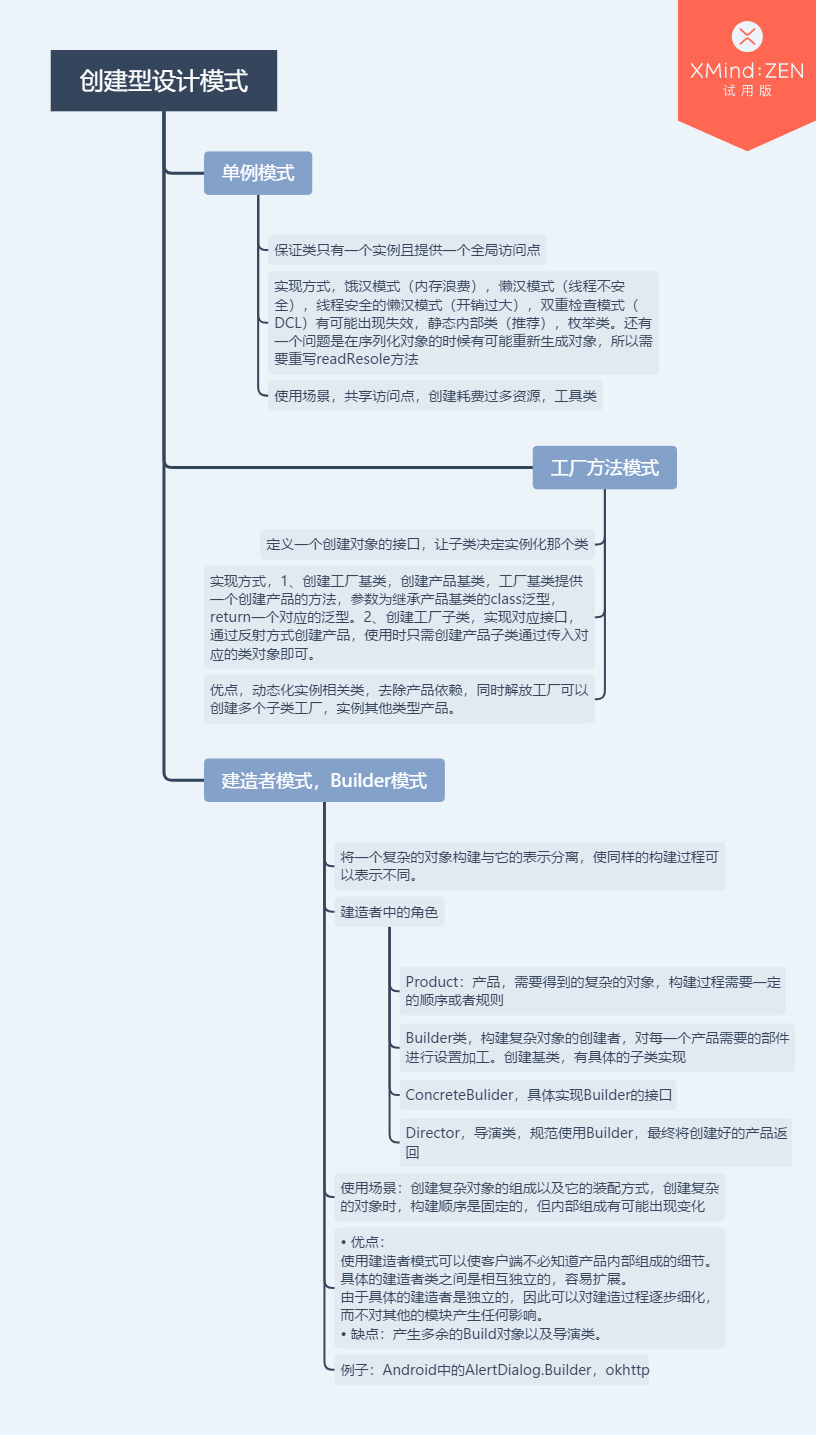 创建型设计模式
XMind:ZEN
试用版
单例模式
保证类只有一个实例且提供一个全局访问点
实现方式，饿汉模式（内存浪费），懒汉模式（线程不安
全），线程安全的懒汉模式（开销过大），双重检查模式（
DCL）有可能出现失效，静态内部类（推荐），枚举类。还有
一个问题是在序列化对象的时候有可能重新生成对象，所以需
要重写readResole方法
使用场景，共享访问点，创建耗费过多资源，工具类
工厂方法模式
定义一个创建对象的接口，让子类决定实例化那个类
实现方式，1、创建工厂基类，创建产品基类，工厂基类提供
一个创建产品的方法，参数为继承产品基类的class泛型，
return一个对应的泛型。2、创建工厂子类，实现对应接口，
通过反射方式创建产品，使用时只需创建产品子类通过传入对
应的类对象即可。
优点，动态化实例相关类，去除产品依赖，同时解放工厂可以
创建多个子类工厂，实例其他类型产品。
建造者模式，Builder模式
将一个复杂的对象构建与它的表示分离，使同样的构建过程可
以表示不同。
建造者中的角色
Product：产品，需要得到的复杂的对象，构建过程需要一定
的顺序或者规则
Builder类，构建复杂对象的创建者，对每一个产品需要的部件
进行设置加工。创建基类，有具体的子类实现
ConcreteBulider，具体实现Builder的接口
Director，导演类，规范使用Builder，最终将创建好的产品返
回
使用场景：创建复杂对象的组成以及它的装配方式，创建复杂
的对象时，构建顺序是固定的，但内部组成有可能出现变化
• 优点：
使用建造者模式可以使客户端不必知道产品内部组成的细节。
具体的建造者类之间是相互独立的，容易扩展。
由于具体的建造者是独立的，因此可以对建造过程逐步细化，
而不对其他的模块产生任何影响。
• 缺点：产生多余的Build对象以及导演类。
例子：Android中的AlertDialog.Builder，okhttp